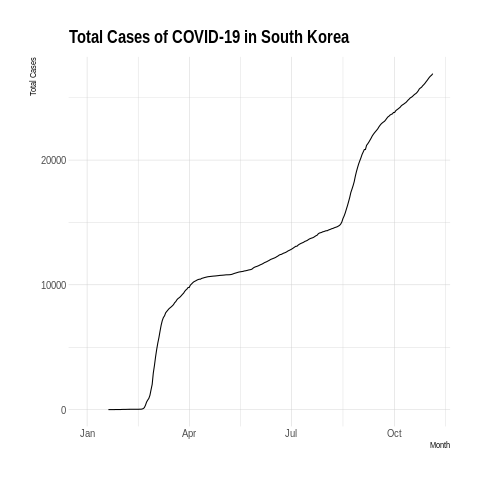 Total Cases of COVID-19 in South Korea
Total Cases
20000
10000
0
Jan Apr Jul Oct
Month